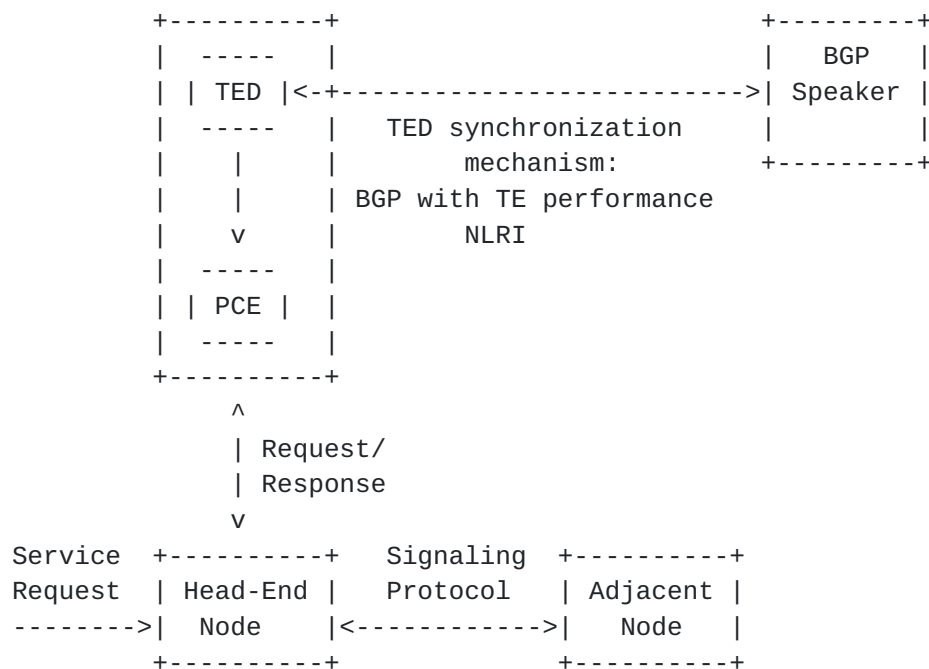 +----------+                           +---------+
|  -----   |                           |   BGP   |
| | TED |<-+-------------------------->| Speaker |
|  -----   |   TED synchronization     |         |
|    |     |        mechanism:         +---------+
|    |     | BGP with TE performance
|    v     |        NLRI
|  -----   |
| | PCE |  |
|  -----   |
+----------+
^
| Request/
| Response
v
Service  +----------+   Signaling  +----------+
Request  | Head-End |   Protocol   | Adjacent |
-------->|  Node    |<------------>|   Node   |
+----------+              +----------+